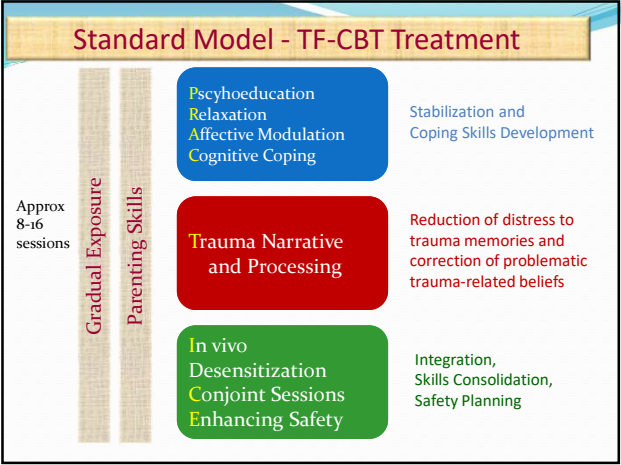 Standard Model - TF-CBT Treatment
Approx
8-16
sessions
Gradual Exposure
Parenting Skills
Pscyhoeducation
Relaxation
Affective Modulation
Cognitive Coping
Stabilization and
Coping Skills Development
Trauma Narrative
and Processing
Reduction of distress to
trauma memories and
correction of problematic
trauma-related beliefs
In vivo
Desensitization
Conjoint Sessions
Enhancing Safety
Integration,
Skills Consolidation,
Safety Planning